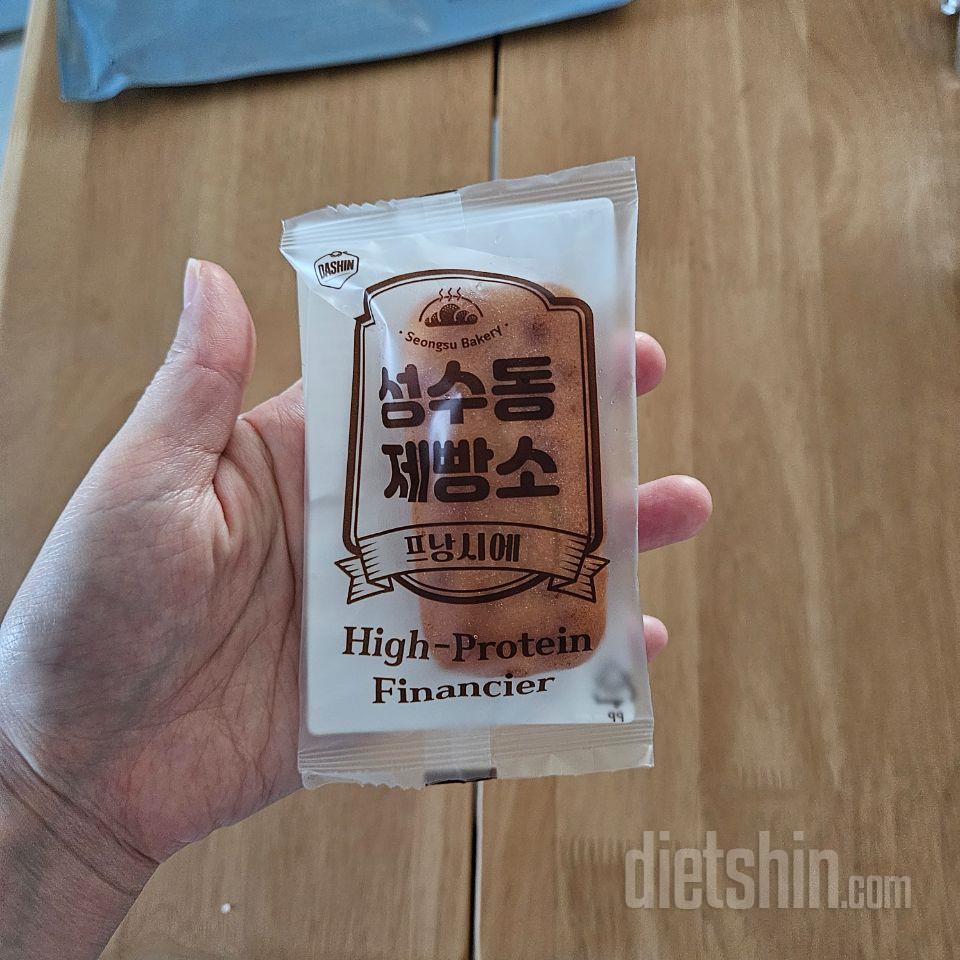 DASHIN
Seongsu Bakery
성수동
제빵소
프낭시에
High-Protein
Financier
dietshin.com